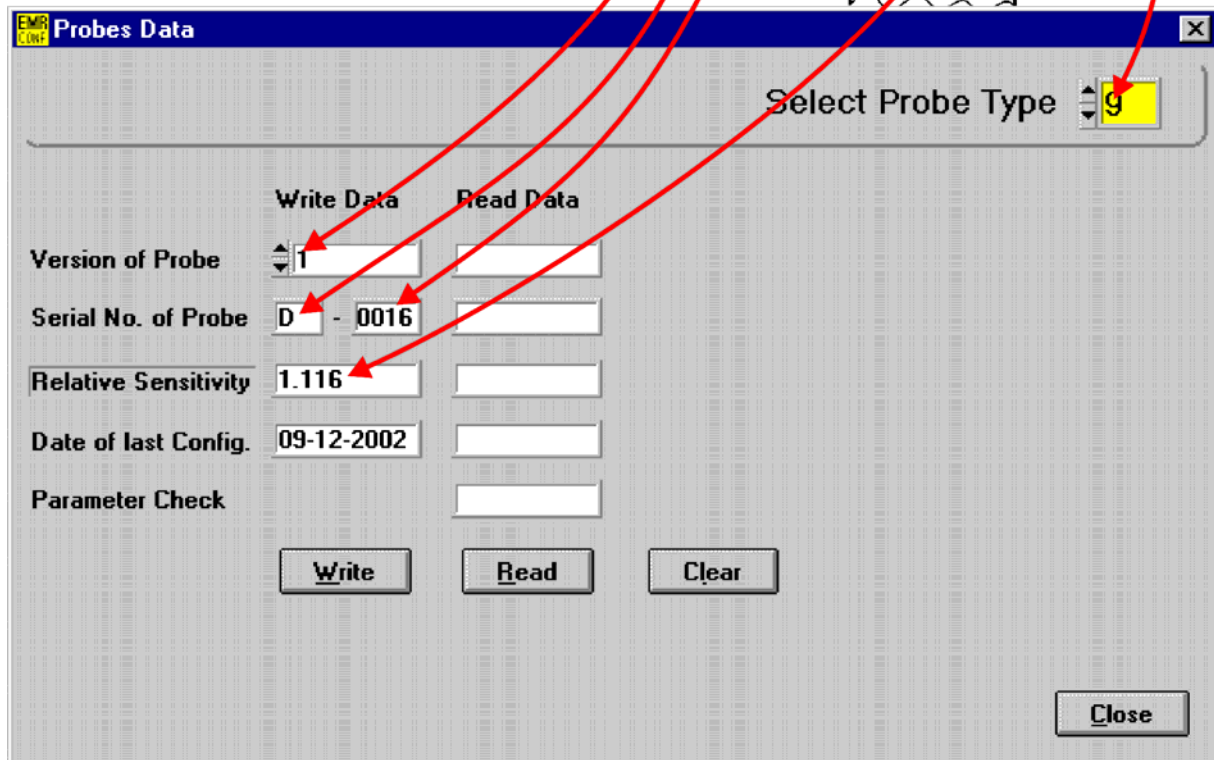 EMR CONF Probes Data
Select Probe Type 9
Write Data Read Data
Version of Probe 1
Serial No. of Probe D - 0016
Relative Sensitivity 1.116
Date of last Config. 09-12-2002
Parameter Check
Write Read Clear
Close